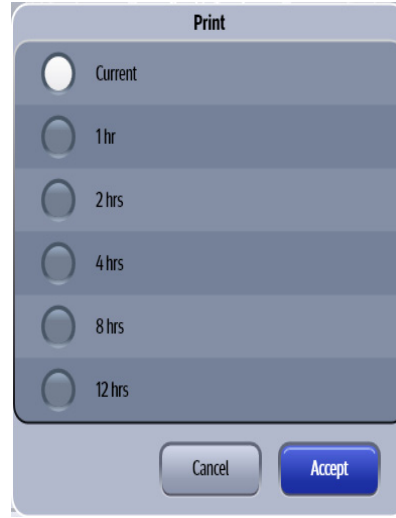 Print
Current
1 hr
2 hrs
4 hrs
8 hrs
12 hrs
Cancel Accept